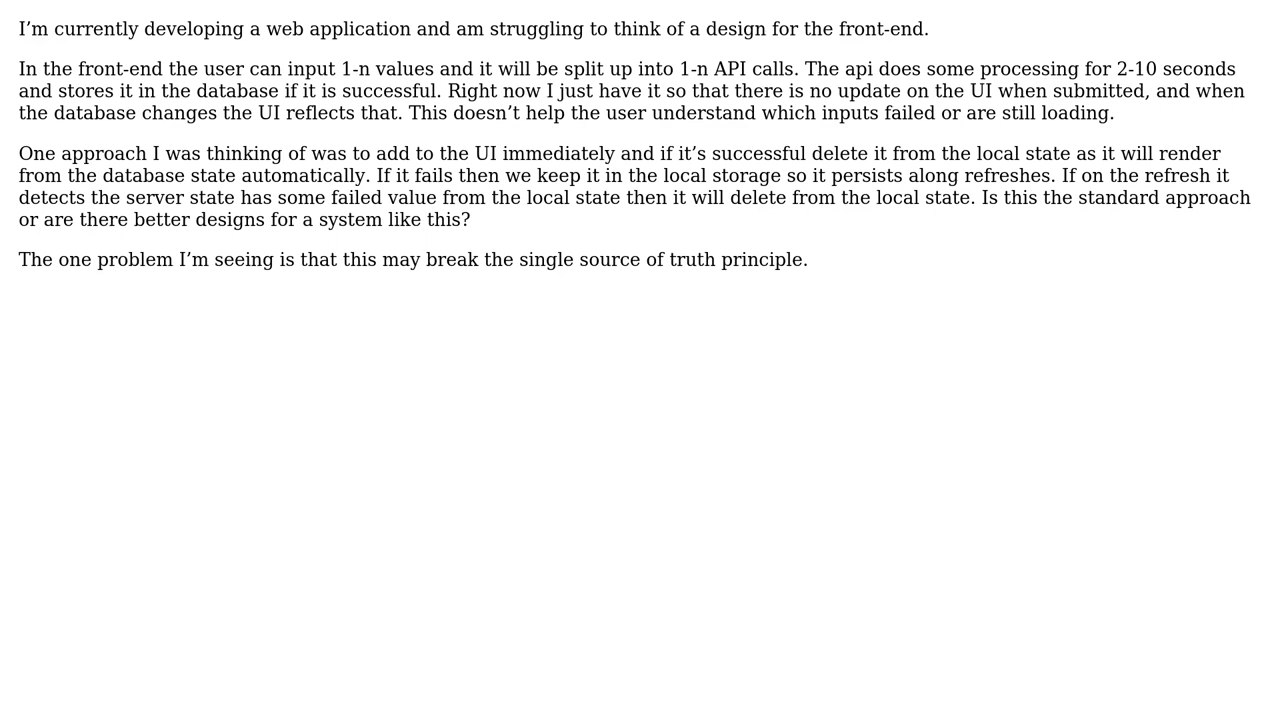 I’m currently developing a web application and am struggling to think of a design for the front-end.
In the front-end the user can input 1-n values and it will be split up into 1-n API calls. The api does some processing for 2-10 seconds
and stores it in the database if it is successful. Right now I just have it so that there is no update on the UI when submitted, and when
the database changes the UI reflects that. This doesn’t help the user understand which inputs failed or are still loading.
One approach I was thinking of was to add to the UI immediately and if it’s successful delete it from the local state as it will render
from the database state automatically. If it fails then we keep it in the local storage so it persists along refreshes. If on the refresh it
detects the server state has some failed value from the local state then it will delete from the local state. Is this the standard approach
or are there better designs for a system like this?
The one problem I’m seeing is that this may break the single source of truth principle.